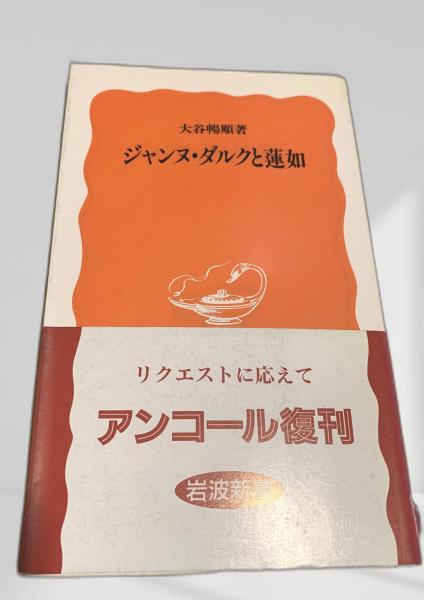 大谷暢順著
ジャンヌ・ダルクと蓮如
リクエストに応えて
アンコール復刊
岩波新書